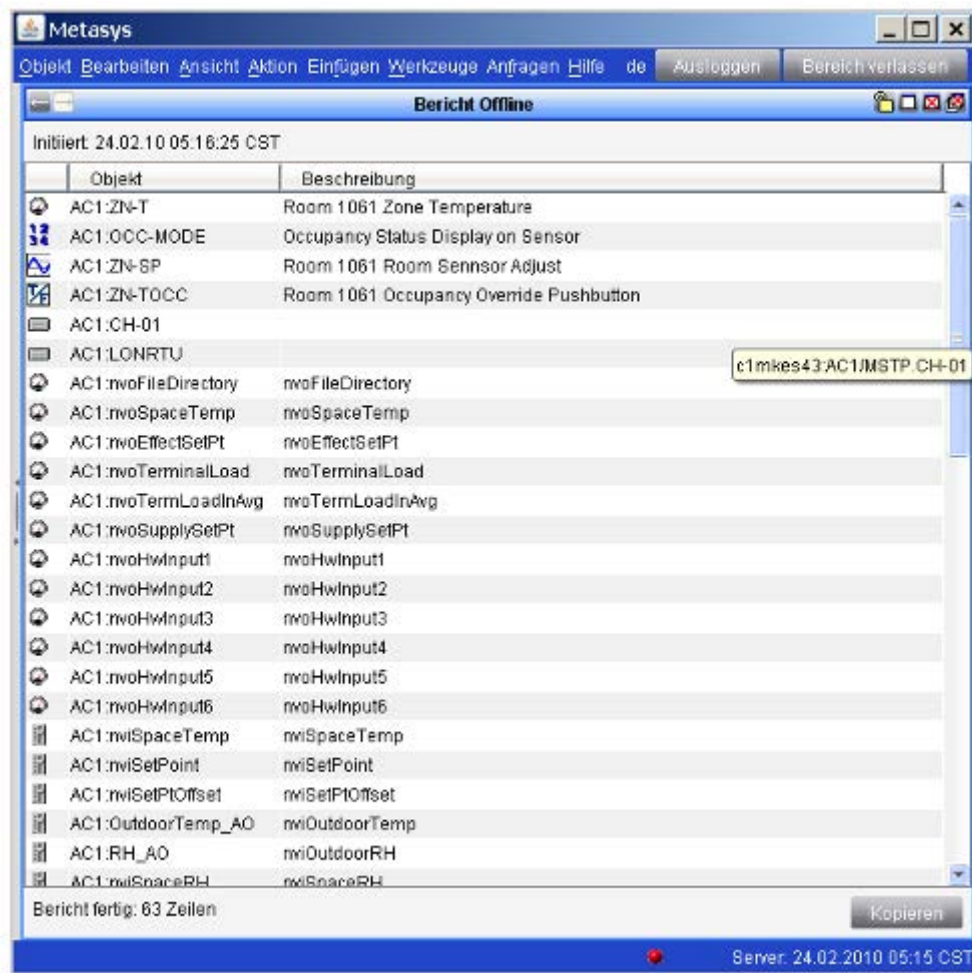 Metasys
Objekt Bearbeiten Ansicht Aktion Einfügen Werkzeuge Anfragen Hilfe de Ausloggen Bereich verlassen
Bericht Offline
Initiiert: 24.02.10 05:16:25 CST
Objekt Beschreibung
AC1:ZN-T Room 1061 Zone Temperature
AC1:OCC-MODE Occupancy Status Display on Sensor
AC1:ZN-SP Room 1061 Room Sennsor Adjust
AC1:ZN-TOCC Room 1061 Occupancy Override Pushbutton
AC1:CH-01
AC1:LONRTU
c1mkes43:AC1/MSTP.CH-01
AC1:nvoFileDirectory nvoFileDirectory
AC1:nvoSpaceTemp nvoSpaceTemp
AC1:nvoEffectSetPt nvoEffectSetPt
AC1:nvoTerminalLoad nvoTerminalLoad
AC1:nvoTermLoadInAvg nvoTermLoadInAvg
AC1:nvoSupplySetPt nvoSupplySetPt
AC1:nvoHwInput1 nvoHwInput1
AC1:nvoHwInput2 nvoHwInput2
AC1:nvoHwInput3 nvoHwInput3
AC1:nvoHwInput4 nvoHwInput4
AC1:nvoHwInput5 nvoHwInput5
AC1:nvoHwInput6 nvoHwInput6
AC1:nviSpaceTemp nviSpaceTemp
AC1:nviSetPoint nviSetPoint
AC1:nviSetPtOffset nviSetPtOffset
AC1:OutdoorTemp_AO nviOutdoorTemp
AC1:RH_AO nviOutdoorRH
AC1:nviSpaceRH nviSpaceRH
Bericht fertig: 63 Zeilen
Kopieren
Server: 24.02.2010 05:15 CST